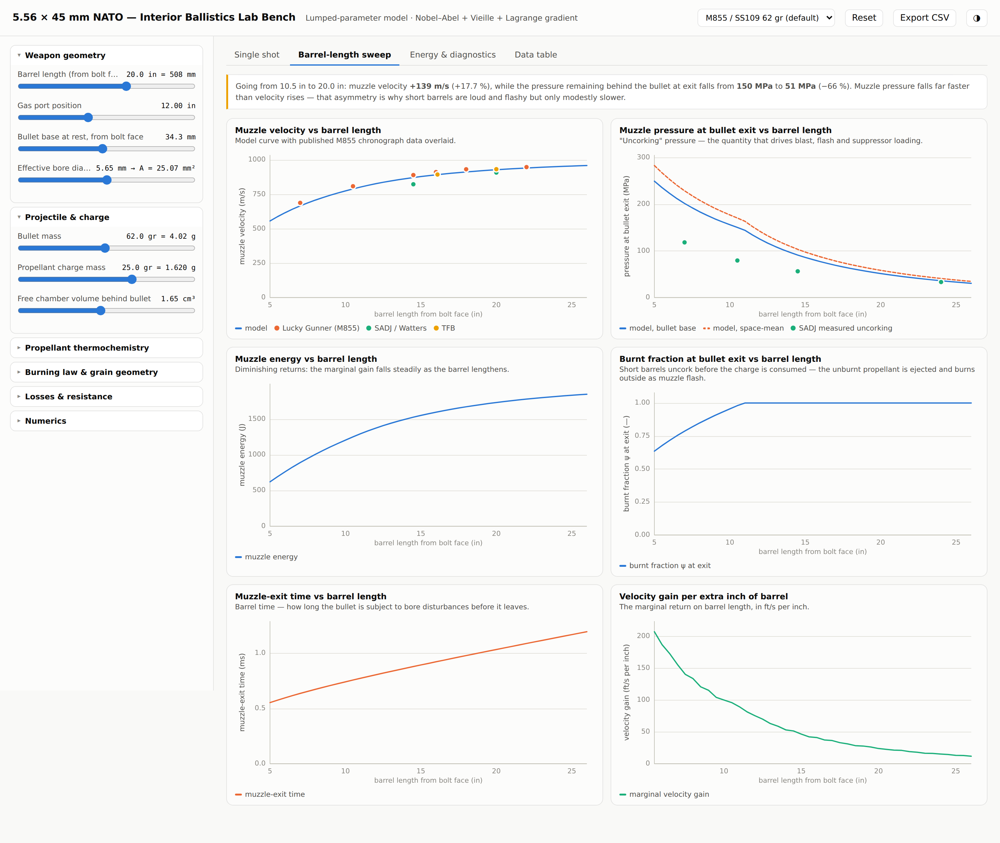 5.56 × 45 mm NATO — Interior Ballistics Lab Bench
Lumped-parameter model · Nobel–Abel + Vieille + Lagrange gradient
M855 / SS109 62 gr (default)
Reset
Export CSV
▾ Weapon geometry
Barrel length (from bolt f… 20.0 in = 508 mm
Gas port position 12.00 in
Bullet base at rest, from bolt face 34.3 mm
Effective bore dia… 5.65 mm → A = 25.07 mm²
▾ Projectile & charge
Bullet mass 62.0 gr = 4.02 g
Propellant charge mass 25.0 gr = 1.620 g
Free chamber volume behind bullet 1.65 cm³
▸ Propellant thermochemistry
▸ Burning law & grain geometry
▸ Losses & resistance
▸ Numerics
Single shot
Barrel-length sweep
Energy & diagnostics
Data table
Going from 10.5 in to 20.0 in: muzzle velocity +139 m/s (+17.7 %), while the pressure remaining behind the bullet at exit falls from 150 MPa to 51 MPa (−66 %). Muzzle pressure falls far faster
than velocity rises — that asymmetry is why short barrels are loud and flashy but only modestly slower.
Muzzle velocity vs barrel length
Model curve with published M855 chronograph data overlaid.
muzzle velocity (m/s)
1000
750
500
250
0
5 10 15 20 25
barrel length from bolt face (in)
model Lucky Gunner (M855) SADJ / Watters TFB
Muzzle pressure at bullet exit vs barrel length
"Uncorking" pressure — the quantity that drives blast, flash and suppressor loading.
pressure at bullet exit (MPa)
300
200
100
0
5 10 15 20 25
barrel length from bolt face (in)
model, bullet base model, space-mean SADJ measured uncorking
Muzzle energy vs barrel length
Diminishing returns: the marginal gain falls steadily as the barrel lengthens.
muzzle energy (J)
1500
1000
500
0
5 10 15 20 25
barrel length from bolt face (in)
muzzle energy
Burnt fraction at bullet exit vs barrel length
Short barrels uncork before the charge is consumed — the unburnt propellant is ejected and burns
outside as muzzle flash.
burnt fraction ψ at exit (—)
1.00
0.75
0.50
0.25
0.00
5 10 15 20 25
barrel length from bolt face (in)
burnt fraction ψ at exit
Muzzle-exit time vs barrel length
Barrel time — how long the bullet is subject to bore disturbances before it leaves.
muzzle-exit time (ms)
1.0
0.5
0.0
5 10 15 20 25
barrel length from bolt face (in)
muzzle-exit time
Velocity gain per extra inch of barrel
The marginal return on barrel length, in ft/s per inch.
velocity gain (ft/s per inch)
200
150
100
50
0
10 15 20 25
barrel length from bolt face (in)
marginal velocity gain